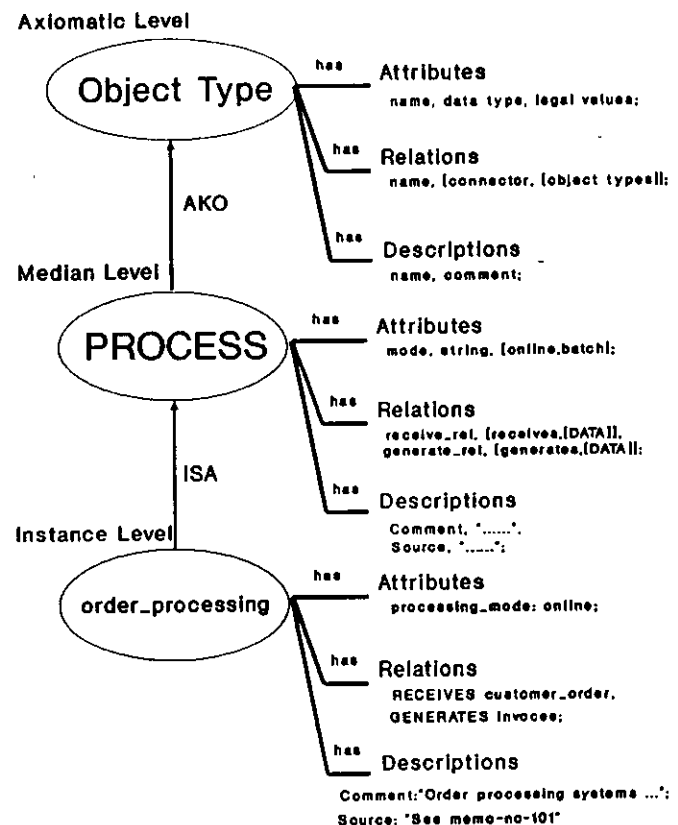 Axiomatic Level
Object Type
has
Attributes
name, data type, legal values;
has
Relations
name, [connector, [object types]];
has
Descriptions
name, comment;
AKO
Median Level
PROCESS
has
Attributes
mode, string, [online,batch];
has
Relations
receive_rel, [receives,[DATA]],
generate_rel, [generates,[DATA]];
has
Descriptions
Comment, "......",
Source, "......";
ISA
Instance Level
order_processing
has
Attributes
processing_mode: online;
has
Relations
RECEIVES customer_order,
GENERATES invocee;
has
Descriptions
Comment:"Order processing systems ...";
Source: "See memo-no-101"